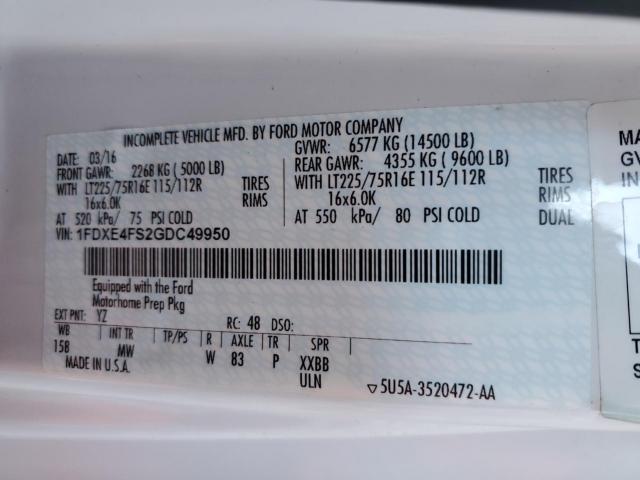 INCOMPLETE VEHICLE MFD. BY FORD MOTOR COMPANY
DATE: 03/16 GVWR: 6577 KG (14500 LB)
FRONT GAWR: 2268 KG (5000 LB) REAR GAWR: 4355 KG (9600 LB)
WITH LT225/75R16E 115/112R TIRES WITH LT225/75R16E 115/112R TIRES
16x6.0K RIMS 16x6.0K RIMS
AT 520 kPa/ 75 PSI COLD AT 550 kPa/ 80 PSI COLD DUAL
VIN: 1FDXE4FS2GDC49950
Equipped with the Ford
Motorhome Prep Pkg
EXT PNT: YZ RC: 48 DSO:
WB INT TR TP/PS R AXLE TR SPR
158 MW W 83 P XXBB
MADE IN U.S.A. ULN
▽5U5A-3520472-AA
MA
GV
IN
T
S